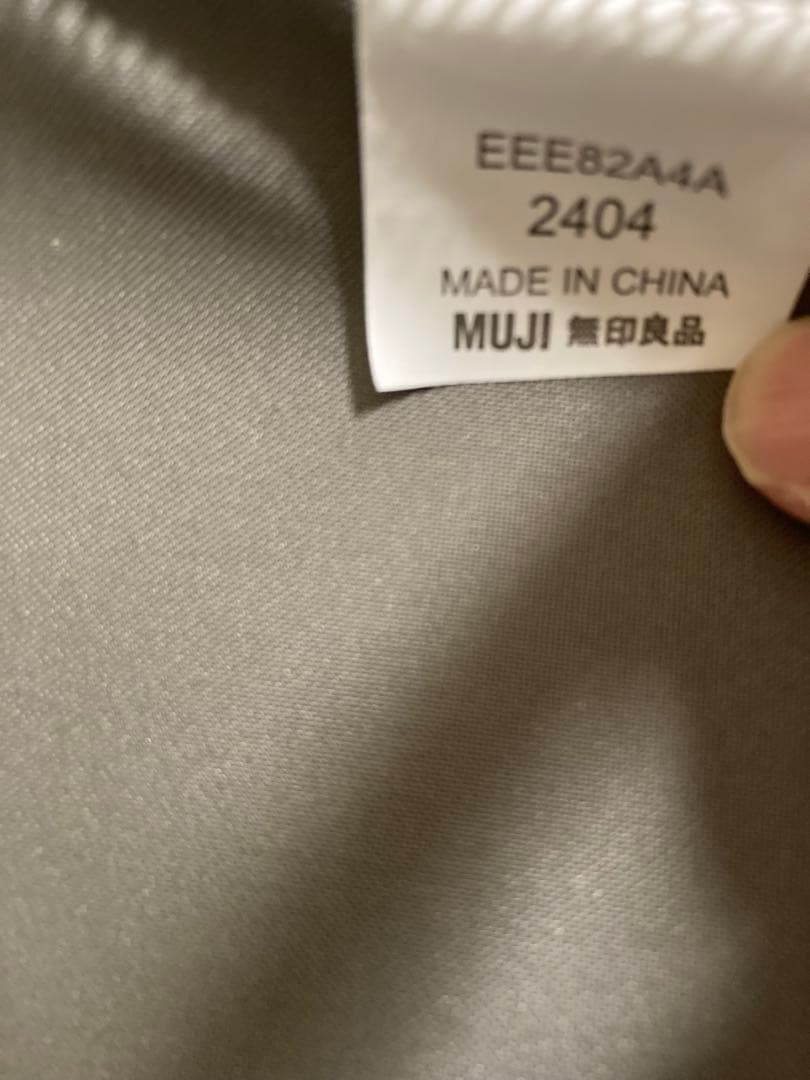 EEE82A4A
2404
MADE IN CHINA
MUJI 無印良品